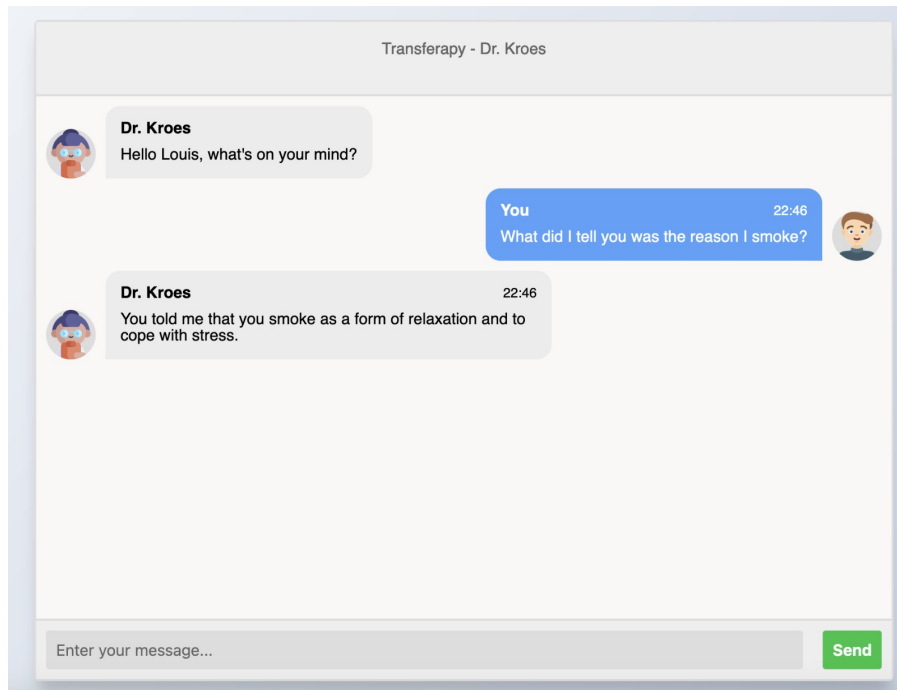 Transferapy - Dr. Kroes
Dr. Kroes
Hello Louis, what's on your mind?
You 22:46
What did I tell you was the reason I smoke?
Dr. Kroes 22:46
You told me that you smoke as a form of relaxation and to
cope with stress.
Enter your message...
Send